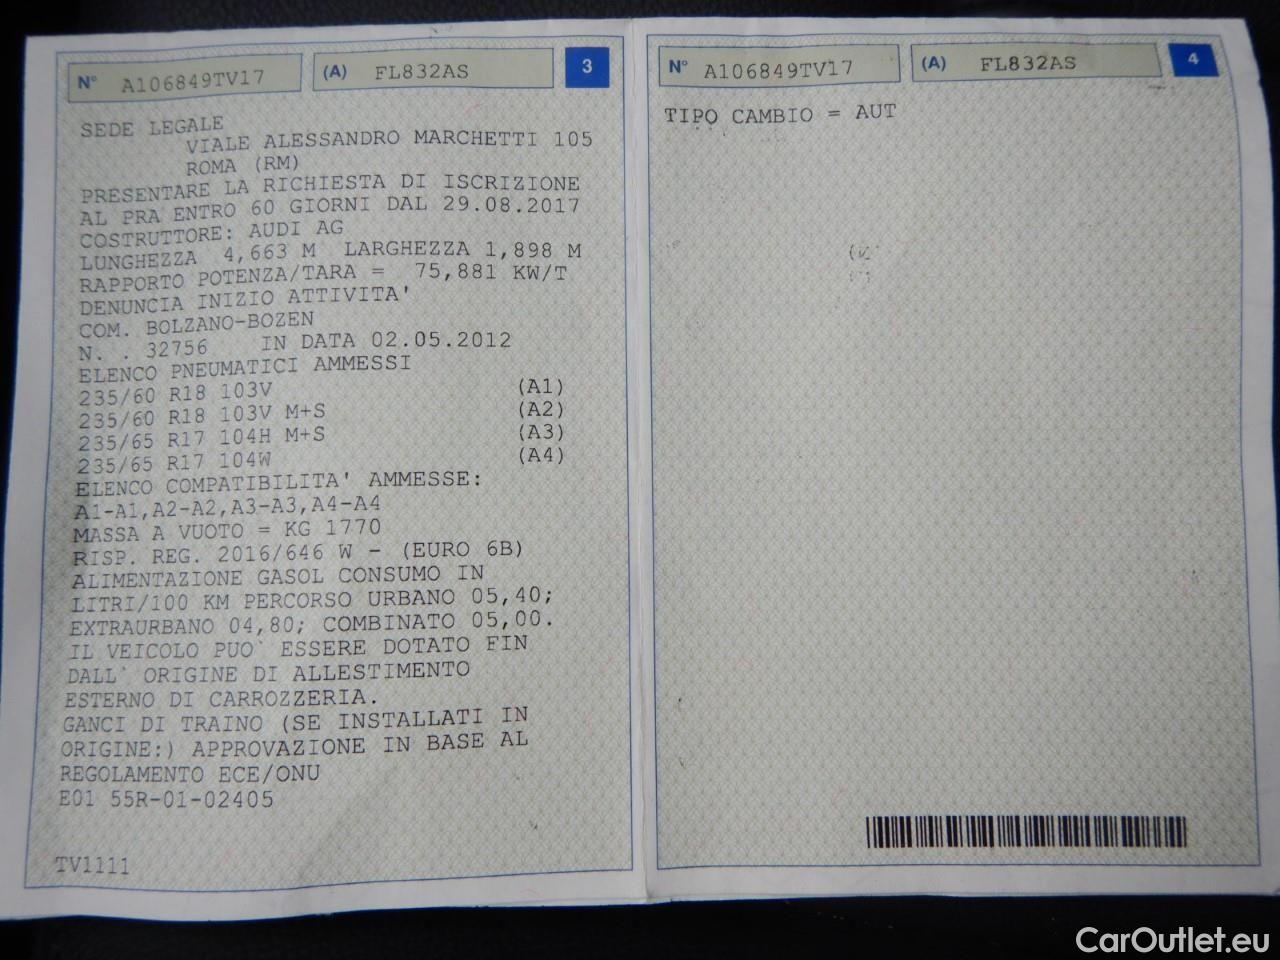 N° A106849TV17 (A) FL832AS 3
SEDE LEGALE
VIALE ALESSANDRO MARCHETTI 105
ROMA (RM)
PRESENTARE LA RICHIESTA DI ISCRIZIONE
AL PRA ENTRO 60 GIORNI DAL 29.08.2017
COSTRUTTORE: AUDI AG
LUNGHEZZA 4,663 M LARGHEZZA 1,898 M
RAPPORTO POTENZA/TARA = 75,881 KW/T
DENUNCIA INIZIO ATTIVITA'
COM. BOLZANO-BOZEN
N. . 32756 IN DATA 02.05.2012
ELENCO PNEUMATICI AMMESSI
235/60 R18 103V (A1)
235/60 R18 103V M+S (A2)
235/65 R17 104H M+S (A3)
235/65 R17 104W (A4)
ELENCO COMPATIBILITA' AMMESSE:
A1-A1,A2-A2,A3-A3,A4-A4
MASSA A VUOTO = KG 1770
RISP. REG. 2016/646 W - (EURO 6B)
ALIMENTAZIONE GASOL CONSUMO IN
LITRI/100 KM PERCORSO URBANO 05,40;
EXTRAURBANO 04,80; COMBINATO 05,00.
IL VEICOLO PUO` ESSERE DOTATO FIN
DALL` ORIGINE DI ALLESTIMENTO
ESTERNO DI CARROZZERIA.
GANCI DI TRAINO (SE INSTALLATI IN
ORIGINE:) APPROVAZIONE IN BASE AL
REGOLAMENTO ECE/ONU
E01 55R-01-02405
TV1111
N° A106849TV17 (A) FL832AS 4
TIPO CAMBIO = AUT
CarOutlet.eu